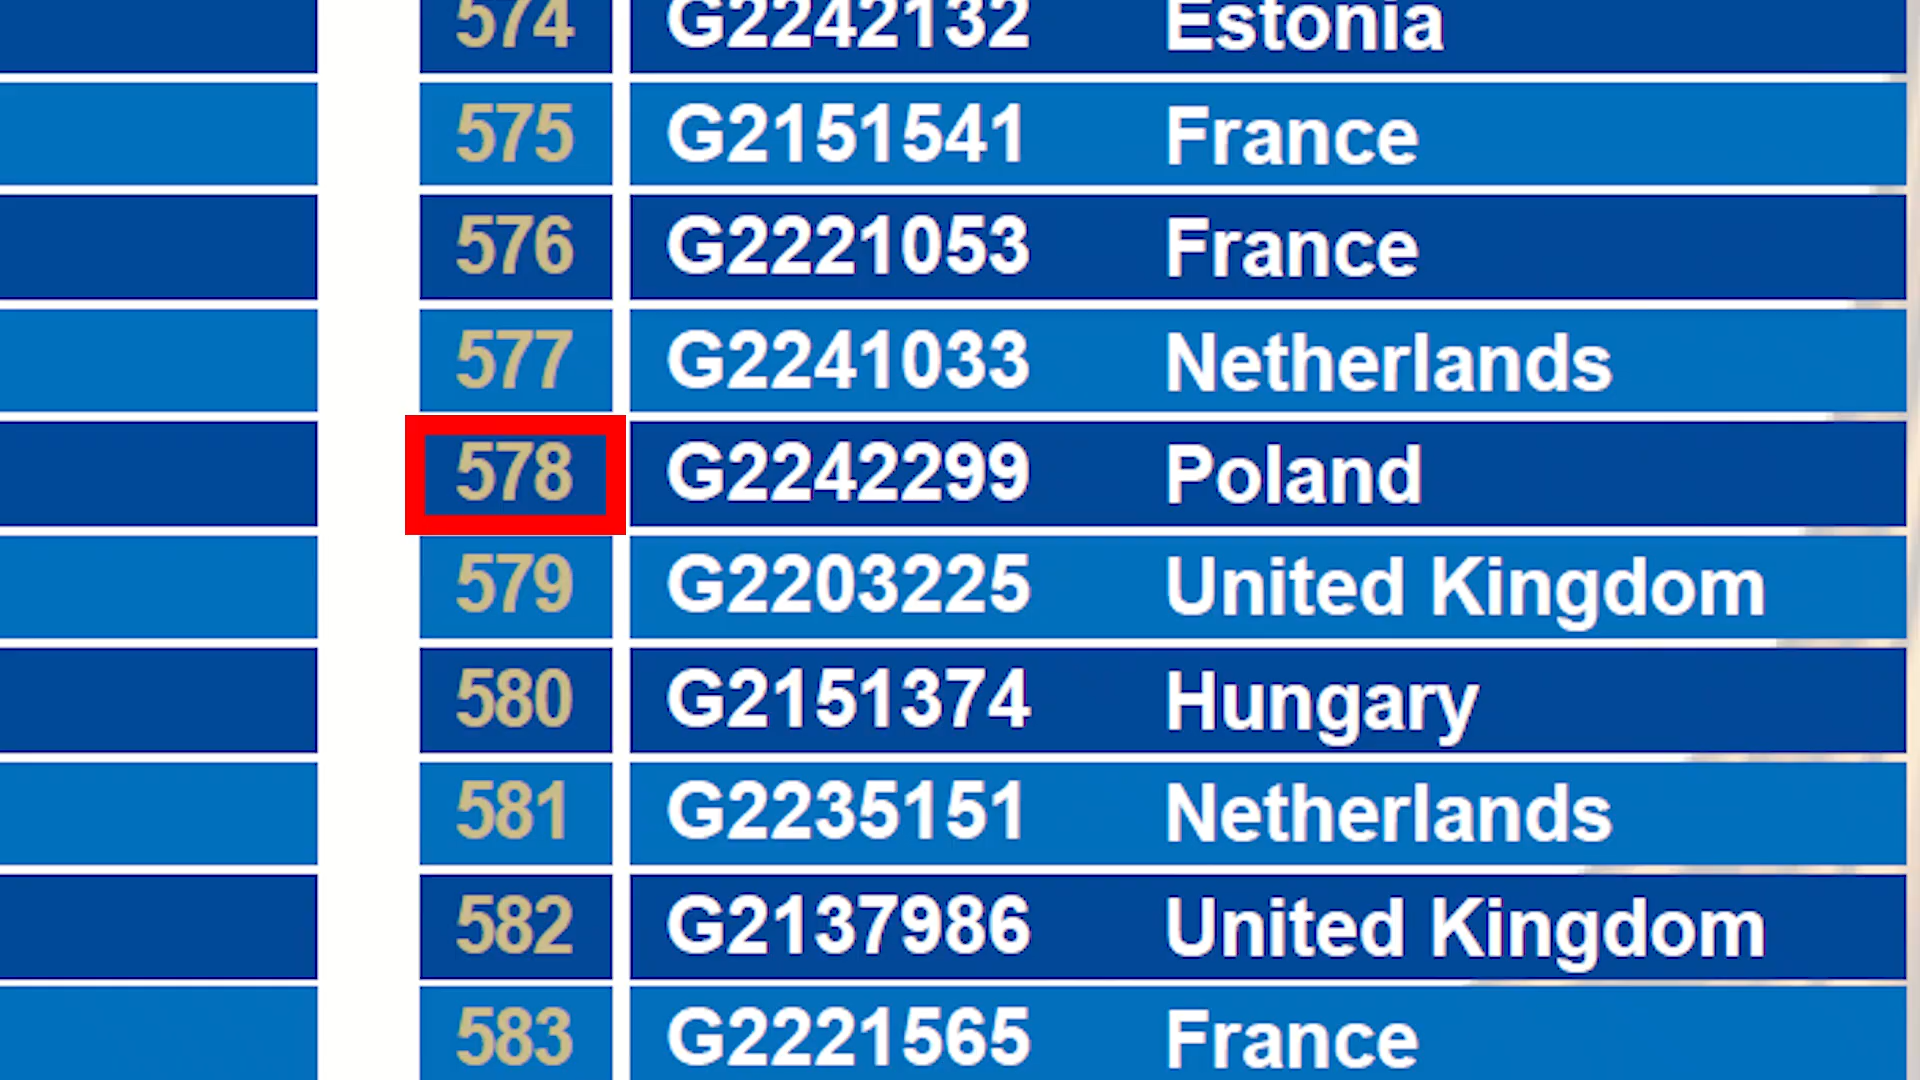 574 G2242132 Estonia
575 G2151541 France
576 G2221053 France
577 G2241033 Netherlands
578 G2242299 Poland
579 G2203225 United Kingdom
580 G2151374 Hungary
581 G2235151 Netherlands
582 G2137986 United Kingdom
583 G2221565 France